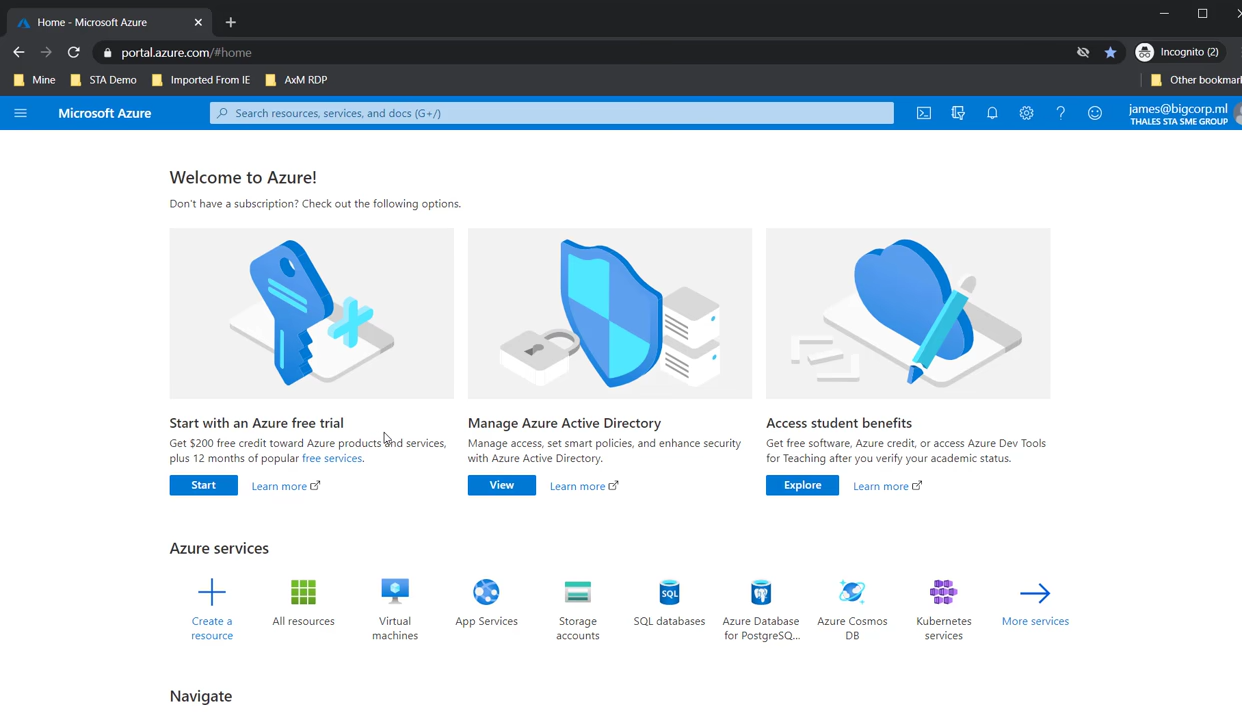 Home - Microsoft Azure
portal.azure.com/#home
Incognito (2)
Mine
STA Demo
Imported From IE
AxM RDP
Other bookmar
Microsoft Azure
Search resources, services, and docs (G+/)
james@bigcorp.ml
THALES STA SME GROUP
Welcome to Azure!
Don't have a subscription? Check out the following options.
Start with an Azure free trial
Get $200 free credit toward Azure products and services,
plus 12 months of popular free services.
Start
Learn more
Manage Azure Active Directory
Manage access, set smart policies, and enhance security
with Azure Active Directory.
View
Learn more
Access student benefits
Get free software, Azure credit, or access Azure Dev Tools
for Teaching after you verify your academic status.
Explore
Learn more
Azure services
Create a
resource
All resources
Virtual
machines
App Services
Storage
accounts
SQL
SQL databases
Azure Database
for PostgreSQ...
Azure Cosmos
DB
Kubernetes
services
More services
Navigate